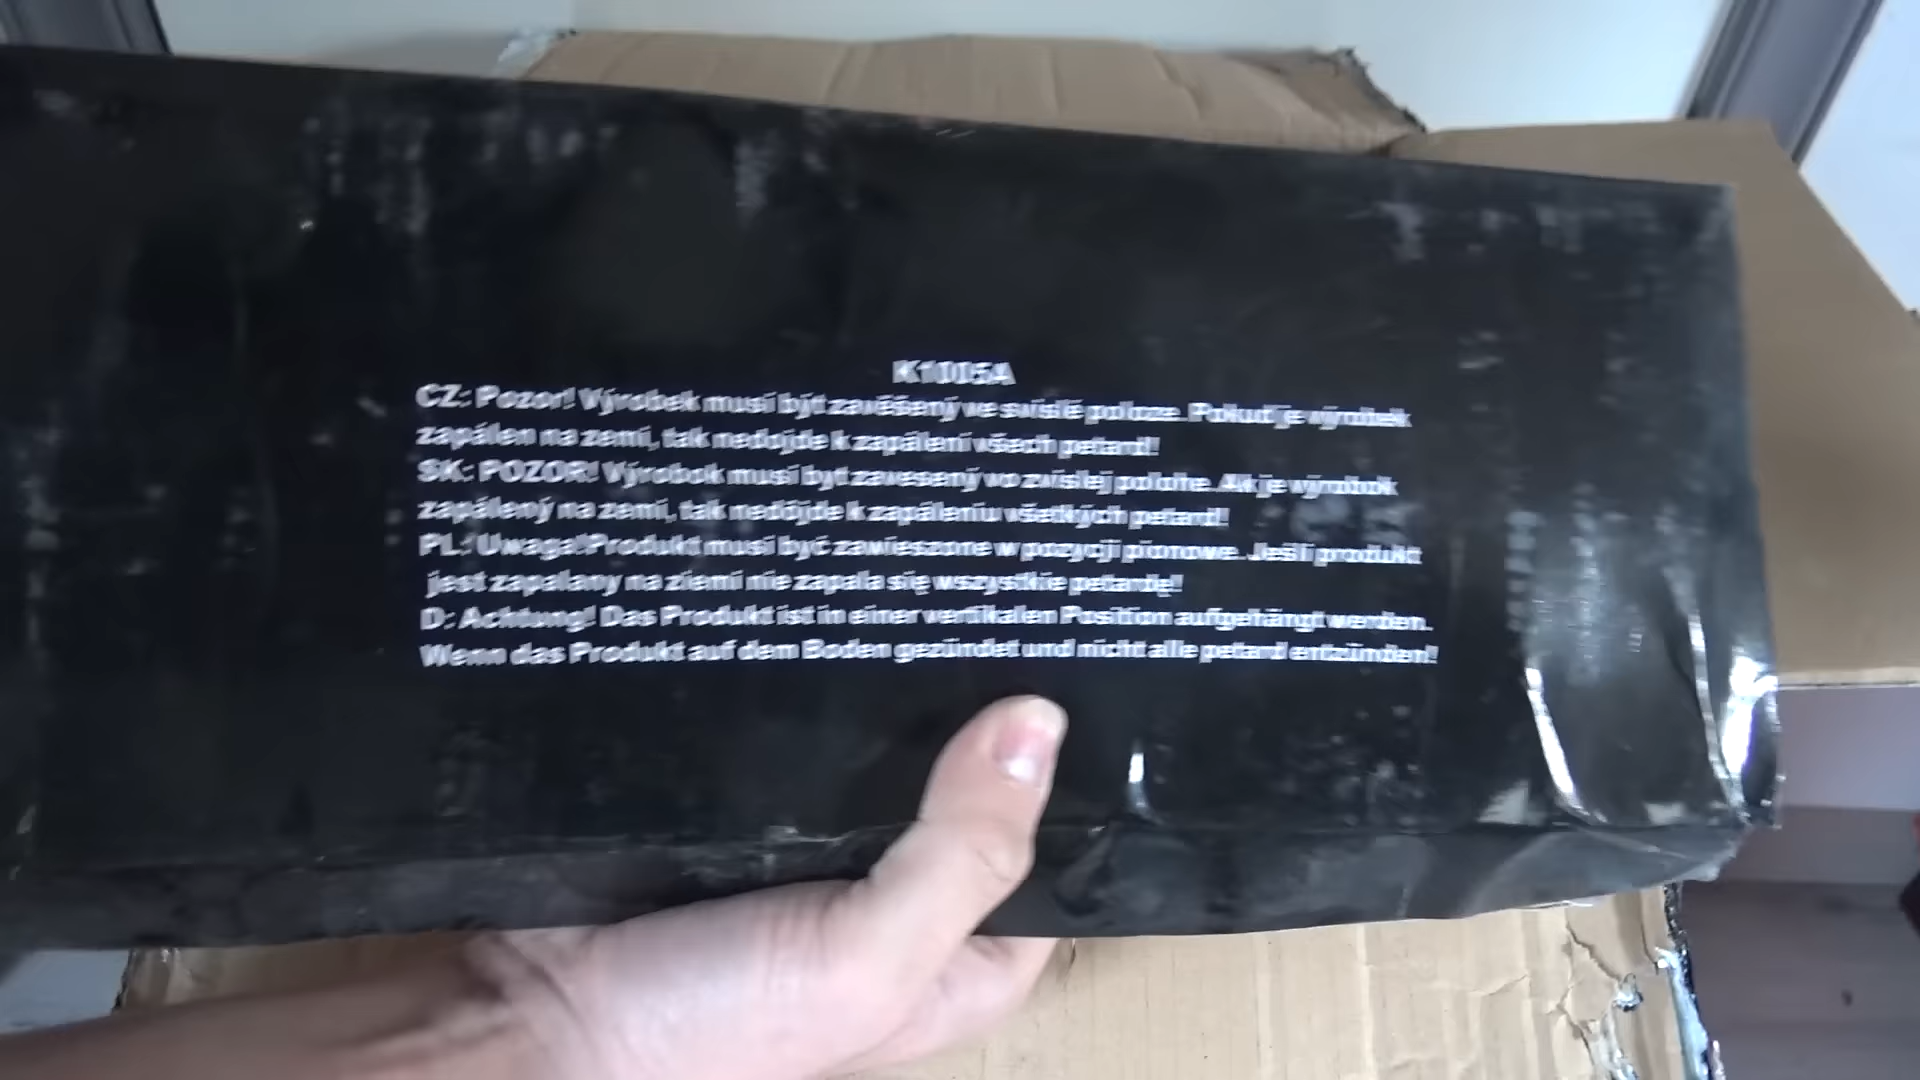 K1005A
CZ: Pozor! Výrobek musí být zavěšený ve svislé poloze. Pokud je výrobek
zapálen na zemi, tak nedojde k zapálení všech petard!
SK: POZOR! Výrobok musí byť zavesený vo zvislej polohe. Ak je výrobok
zapálený na zemi, tak nedôjde k zapáleniu všetkých petard!
PL: Uwaga!Produkt musi być zawieszone w pozycji pionowe. Jeśli produkt
jest zapalany na ziemi nie zapala się wszystkie petardę!
D: Achtung! Das Produkt ist in einer vertikalen Position aufgehängt werden.
Wenn das Produkt auf dem Boden gezündet und nicht alle petard entzünden!